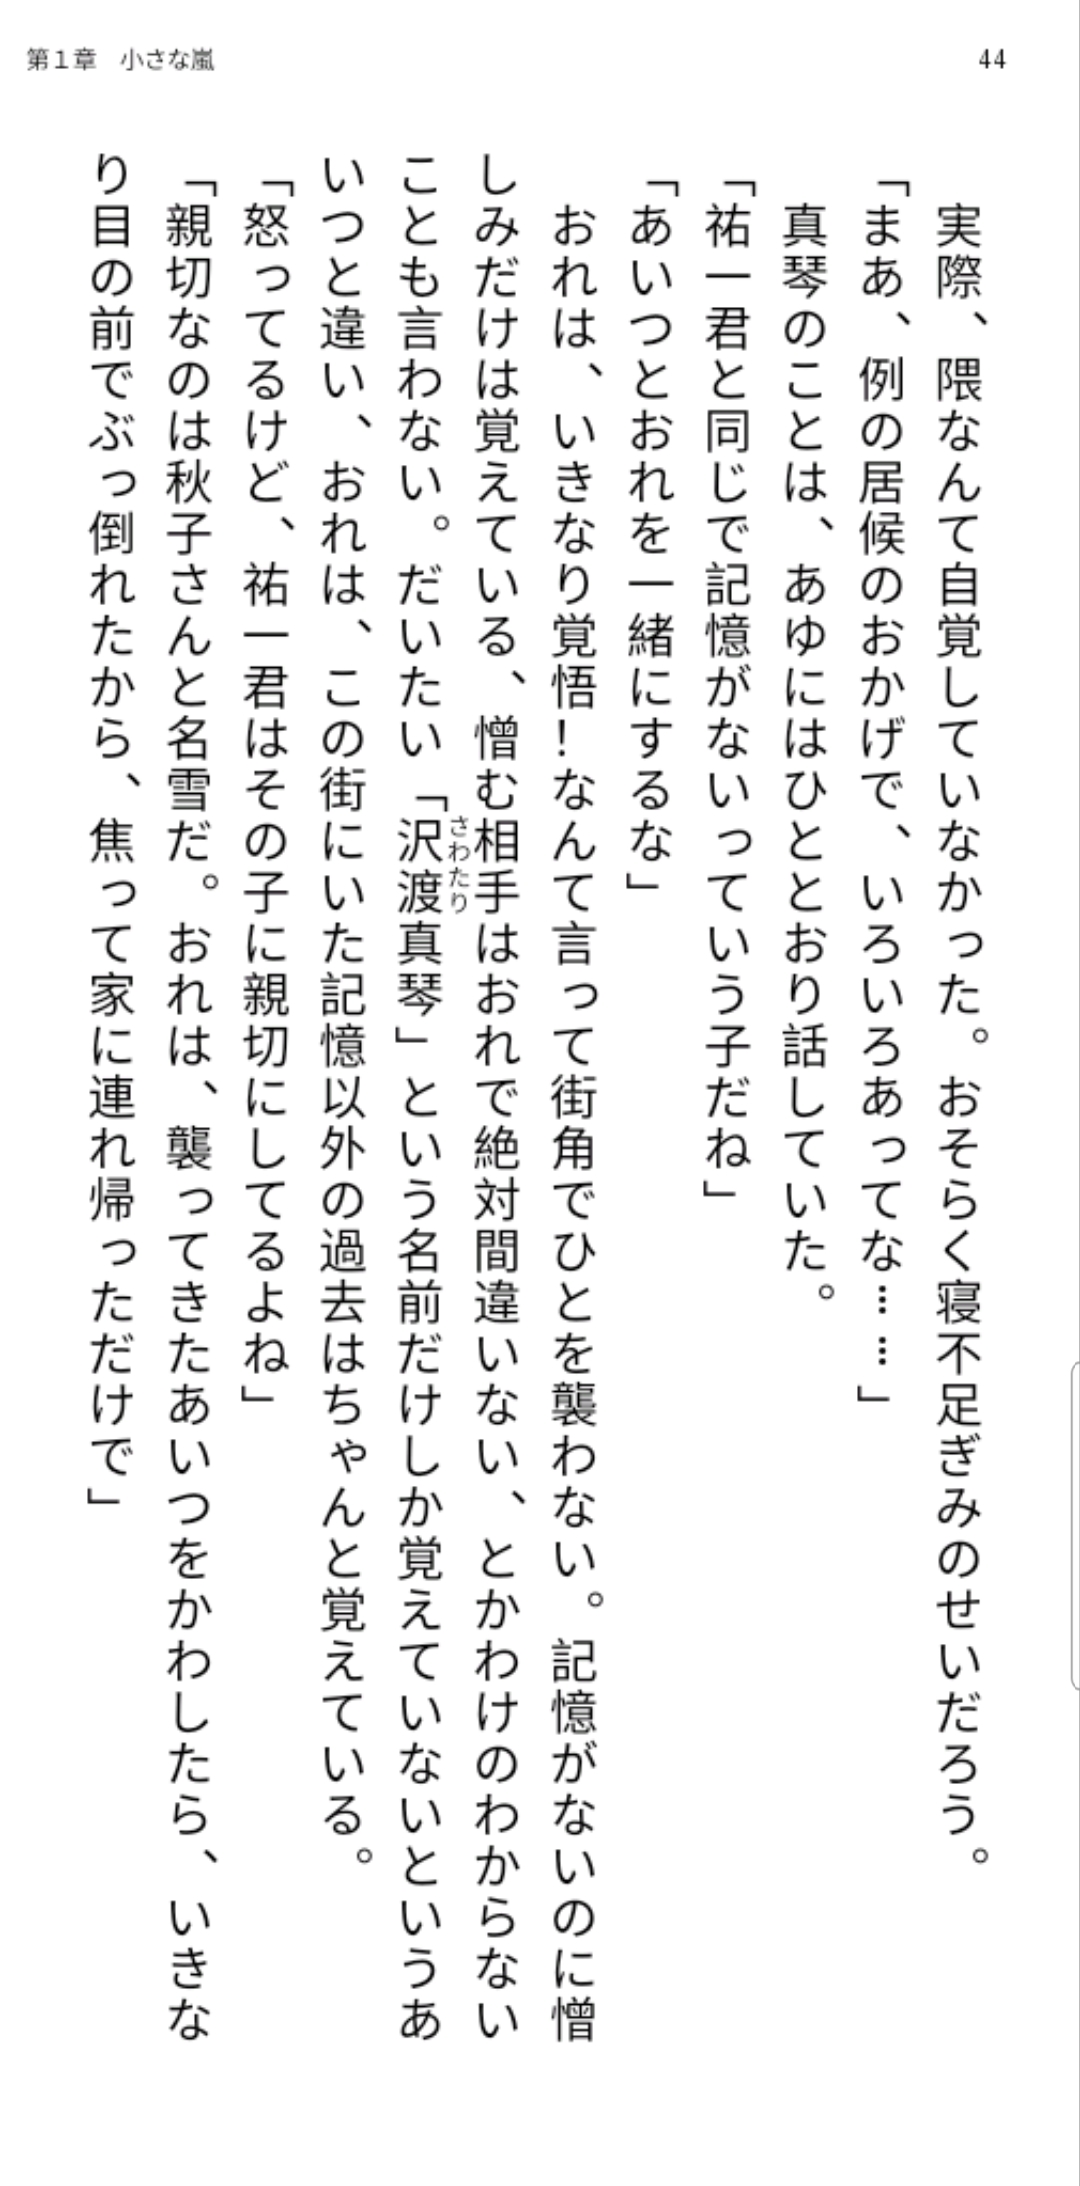 第１章　小さな嵐
44
　実際、隈なんて自覚していなかった。おそらく寝不足ぎみのせいだろう。
「まあ、例の居候のおかげで、いろいろあってな……」
　真琴のことは、あゆにはひととおり話していた。
「祐一君と同じで記憶がないっていう子だね」
「あいつとおれを一緒にするな」
　おれは、いきなり覚悟！なんて言って街角でひとを襲わない。記憶がないのに憎
しみだけは覚えている、憎む相手はおれで絶対間違いない、とかわけのわからない
ことも言わない。だいたい「沢渡真琴」という名前だけしか覚えていないというあ
さわたり
いつと違い、おれは、この街にいた記憶以外の過去はちゃんと覚えている。
「怒ってるけど、祐一君はその子に親切にしてるよね」
「親切なのは秋子さんと名雪だ。おれは、襲ってきたあいつをかわしたら、いきな
り目の前でぶっ倒れたから、焦って家に連れ帰っただけで」